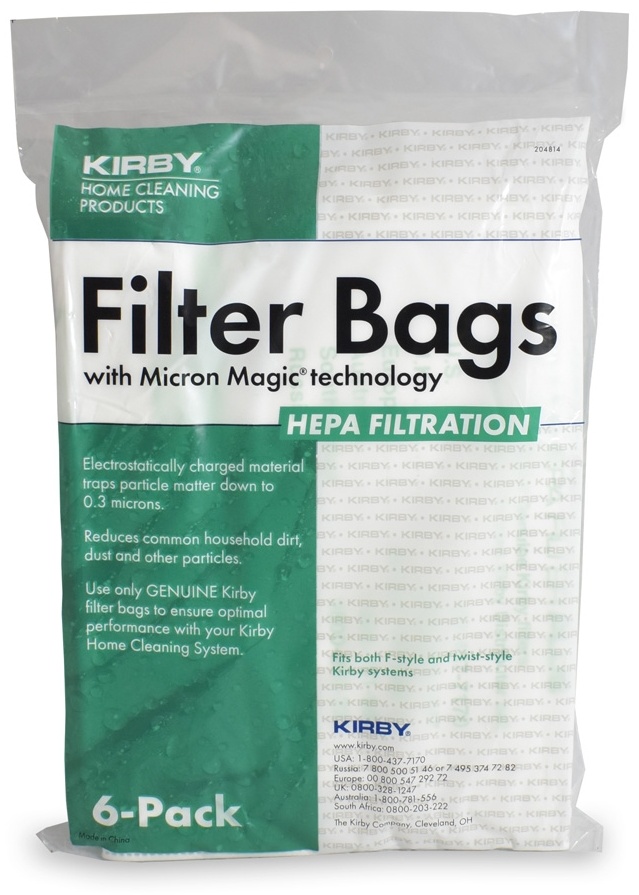 KIRBY®
HOME CLEANING
PRODUCTS
204814
Filter Bags
with Micron Magic® technology
HEPA FILTRATION
Electrostatically charged material
traps particle matter down to
0.3 microns.
Reduces common household dirt,
dust and other particles.
Use only GENUINE Kirby
filter bags to ensure optimal
performance with your Kirby
Home Cleaning System.
Fits both F-style and twist-style
Kirby systems
KIRBY®
www.kirby.com
USA: 1-800-437-7170
Russia: 7 800 500 51 46 or 7 495 374 72 82
Europe: 00 800 547 292 72
UK: 0800-328-1247
Australia: 1-800-781-556
South Africa: 0800-203-222
The Kirby Company, Cleveland, OH
6-Pack
Made in China